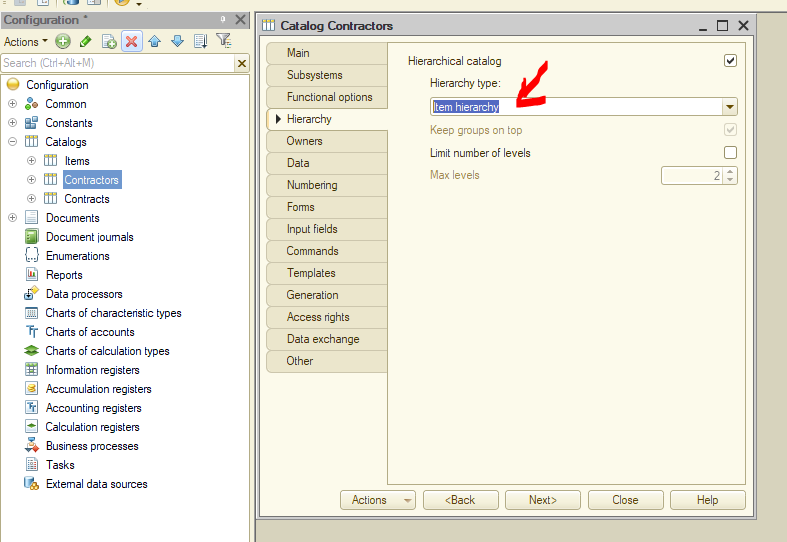 Configuration *
Actions
Search (Ctrl+Alt+M)
Configuration
Common
Constants
Catalogs
Items
Contractors
Contracts
Documents
Document journals
Enumerations
Reports
Data processors
Charts of characteristic types
Charts of accounts
Charts of calculation types
Information registers
Accumulation registers
Accounting registers
Calculation registers
Business processes
Tasks
External data sources
Catalog Contractors
Main
Subsystems
Functional options
Hierarchy
Owners
Data
Numbering
Forms
Input fields
Commands
Templates
Generation
Access rights
Data exchange
Other
Hierarchical catalog
Hierarchy type:
Item hierarchy
Keep groups on top
Limit number of levels
Max levels 2
Actions <Back Next> Close Help